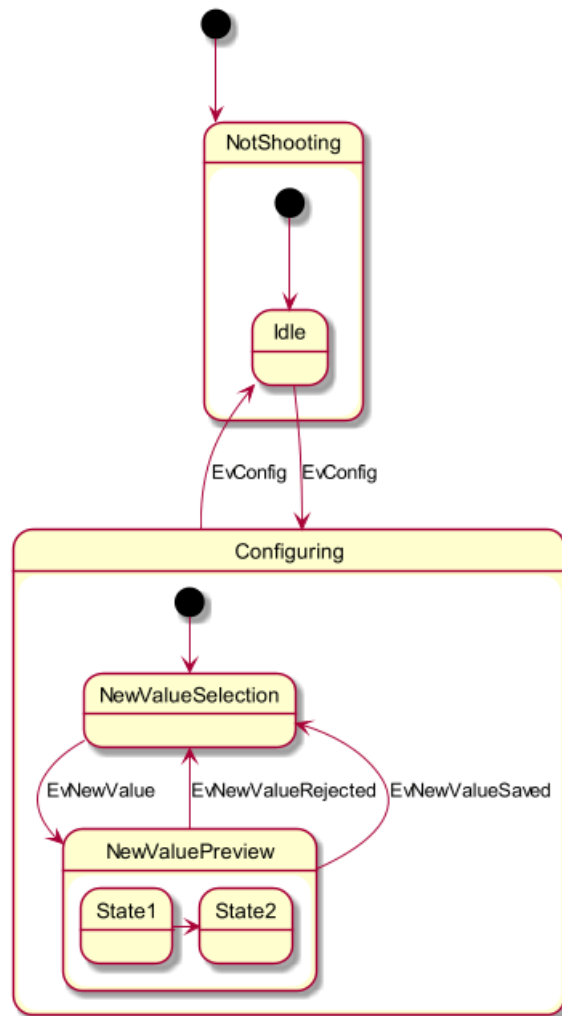 NotShooting
Idle
EvConfig
EvConfig
Configuring
NewValueSelection
EvNewValue
EvNewValueRejected
EvNewValueSaved
NewValuePreview
State1
State2